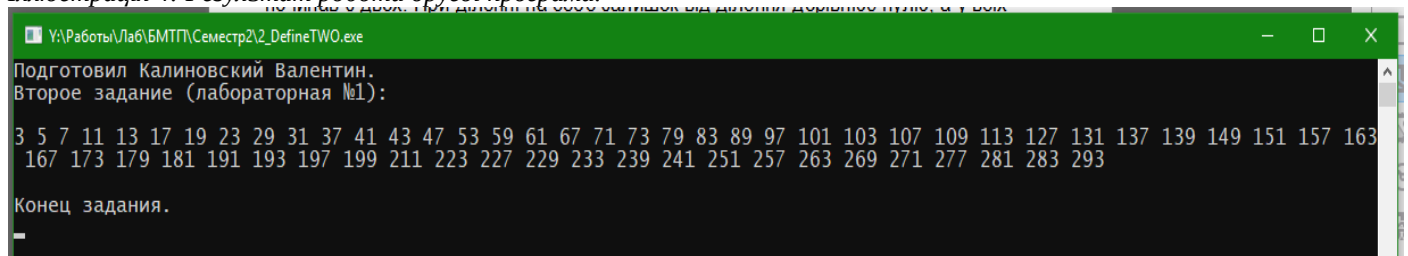 Y:\Работы\Лаб\БМТП\Семестр2\2_DefineTWO.exe
Подготовил Калиновский Валентин.
Второе задание (лабораторная №1):
3 5 7 11 13 17 19 23 29 31 37 41 43 47 53 59 61 67 71 73 79 83 89 97 101 103 107 109 113 127 131 137 139 149 151 157 163
167 173 179 181 191 193 197 199 211 223 227 229 233 239 241 251 257 263 269 271 277 281 283 293
Конец задания.